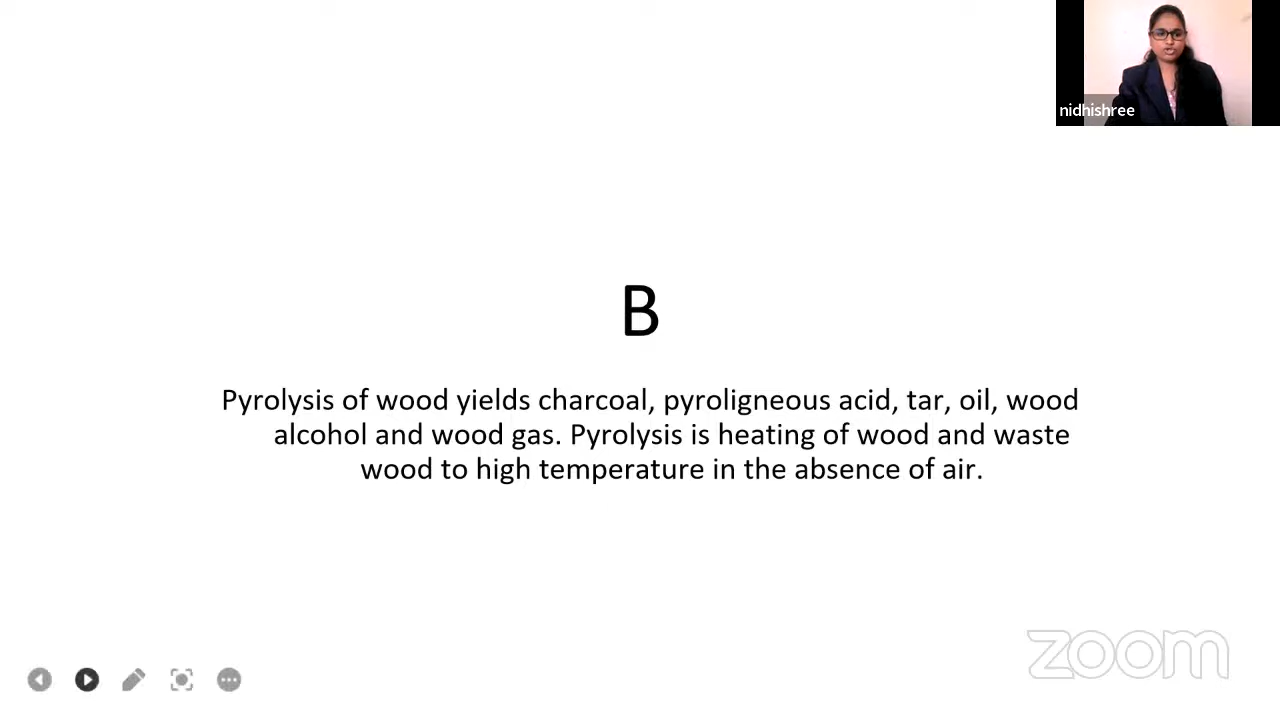 nidhishree
B
Pyrolysis of wood yields charcoal, pyroligneous acid, tar, oil, wood
alcohol and wood gas. Pyrolysis is heating of wood and waste
wood to high temperature in the absence of air.
zoom